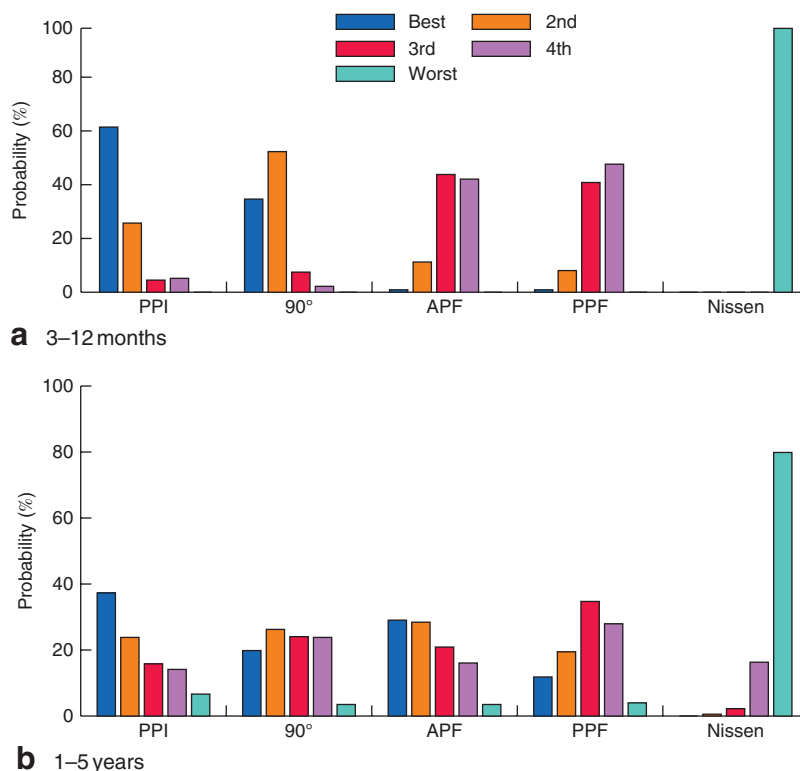 Best 2nd
3rd 4th
Worst
Probability (%)
100
80
60
40
20
0
PPI 90° APF PPF Nissen
a 3–12 months
Probability (%)
100
80
60
40
20
0
PPI 90° APF PPF Nissen
b 1–5 years